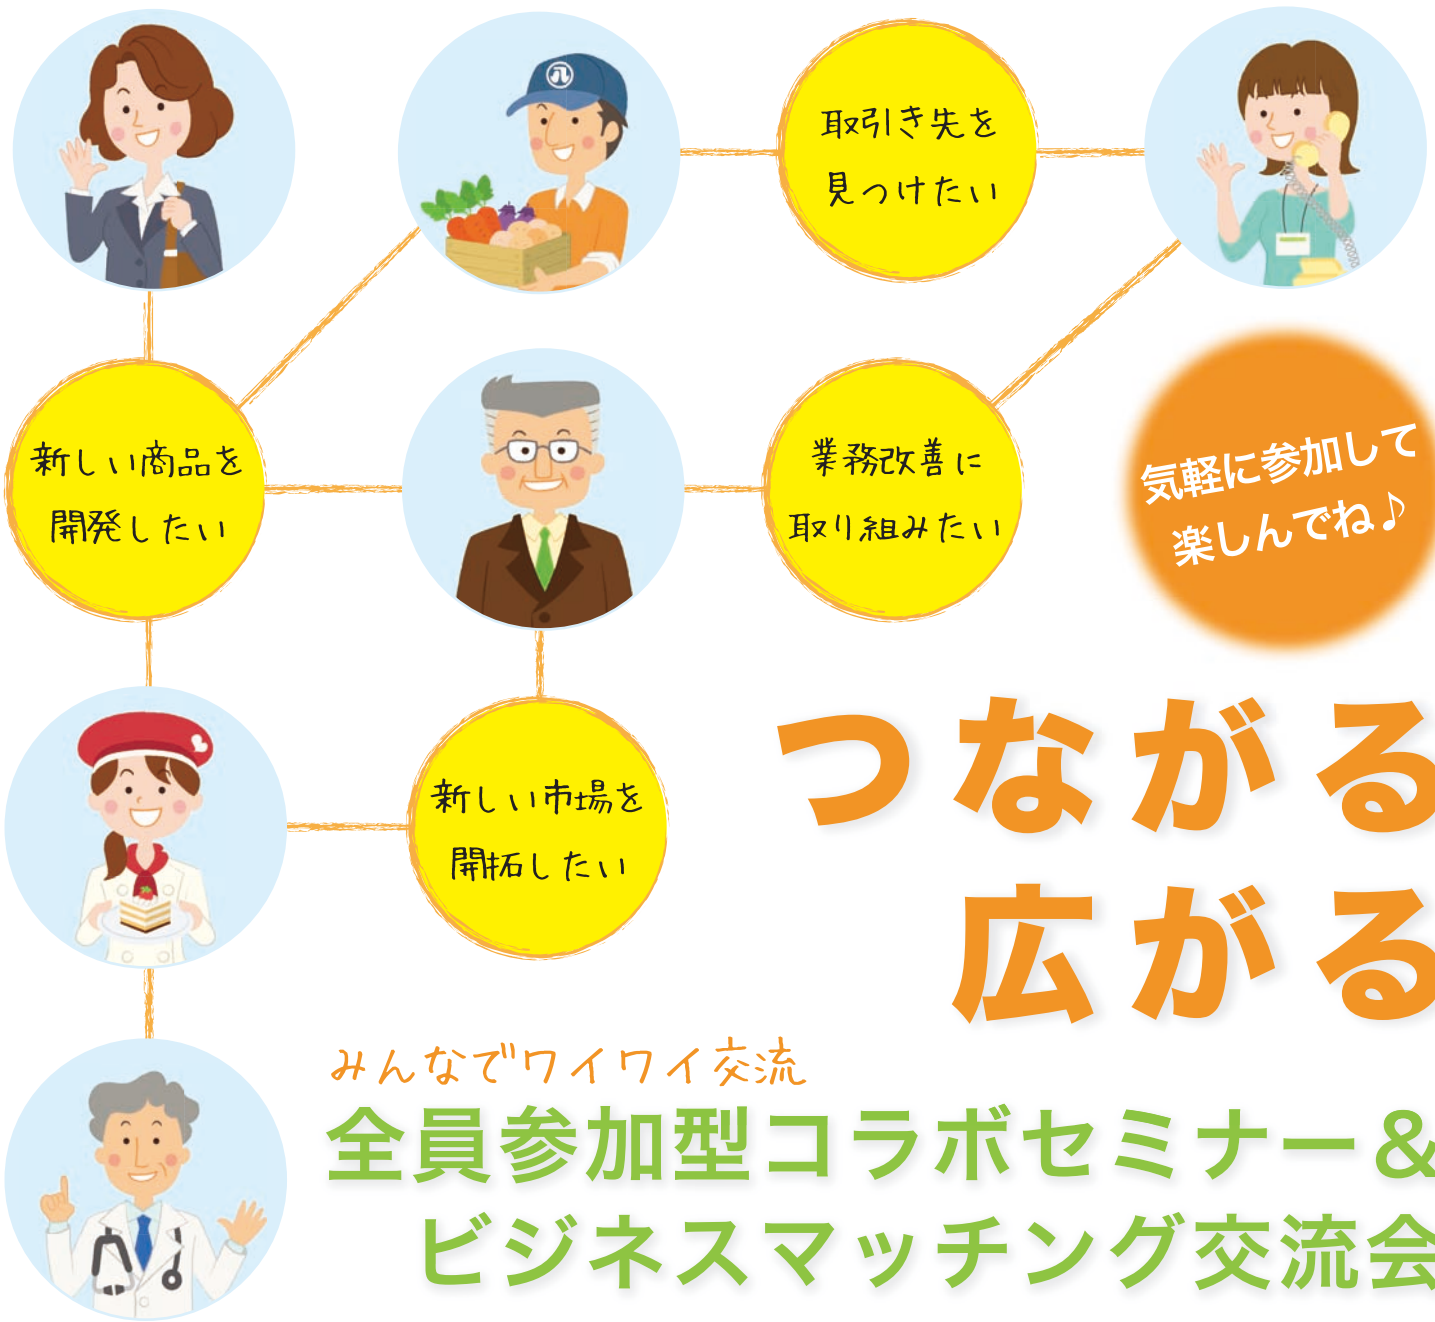 八
取引き先を
見つけたい
新しい商品を
開発したい
業務改善に
取り組みたい
気軽に参加して
楽しんでね♪
新しい市場を
開拓したい
つながる
広がる
みんなでワイワイ交流
全員参加型コラボセミナー＆
ビジネスマッチング交流会